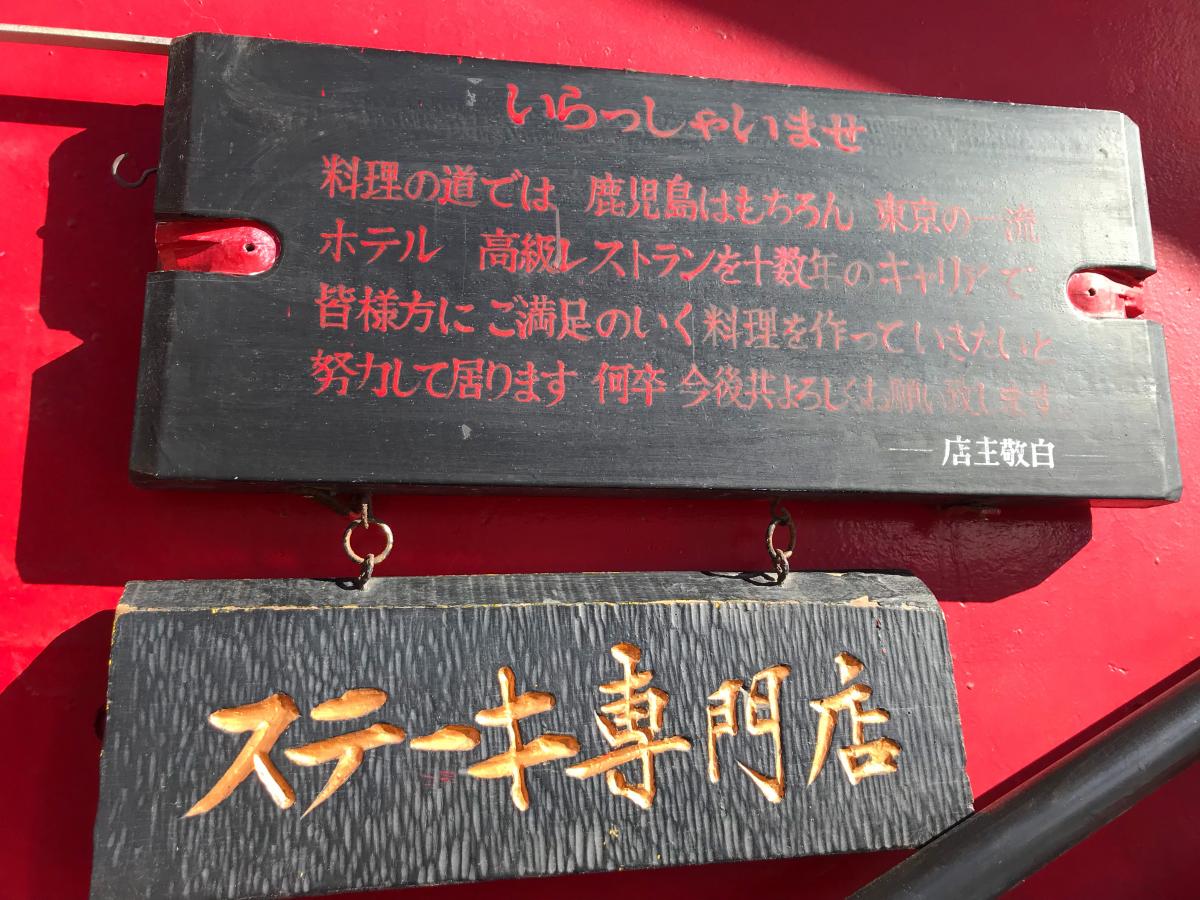 いらっしゃいませ
料理の道では 鹿児島はもちろん 東京の一流
ホテル 高級レストランを十数年のキャリアで
皆様方にご満足のいく料理を作っていきたいと
努力して居ります 何卒 今後共よろしくお願い致します
店主敬白
ステーキ専門店